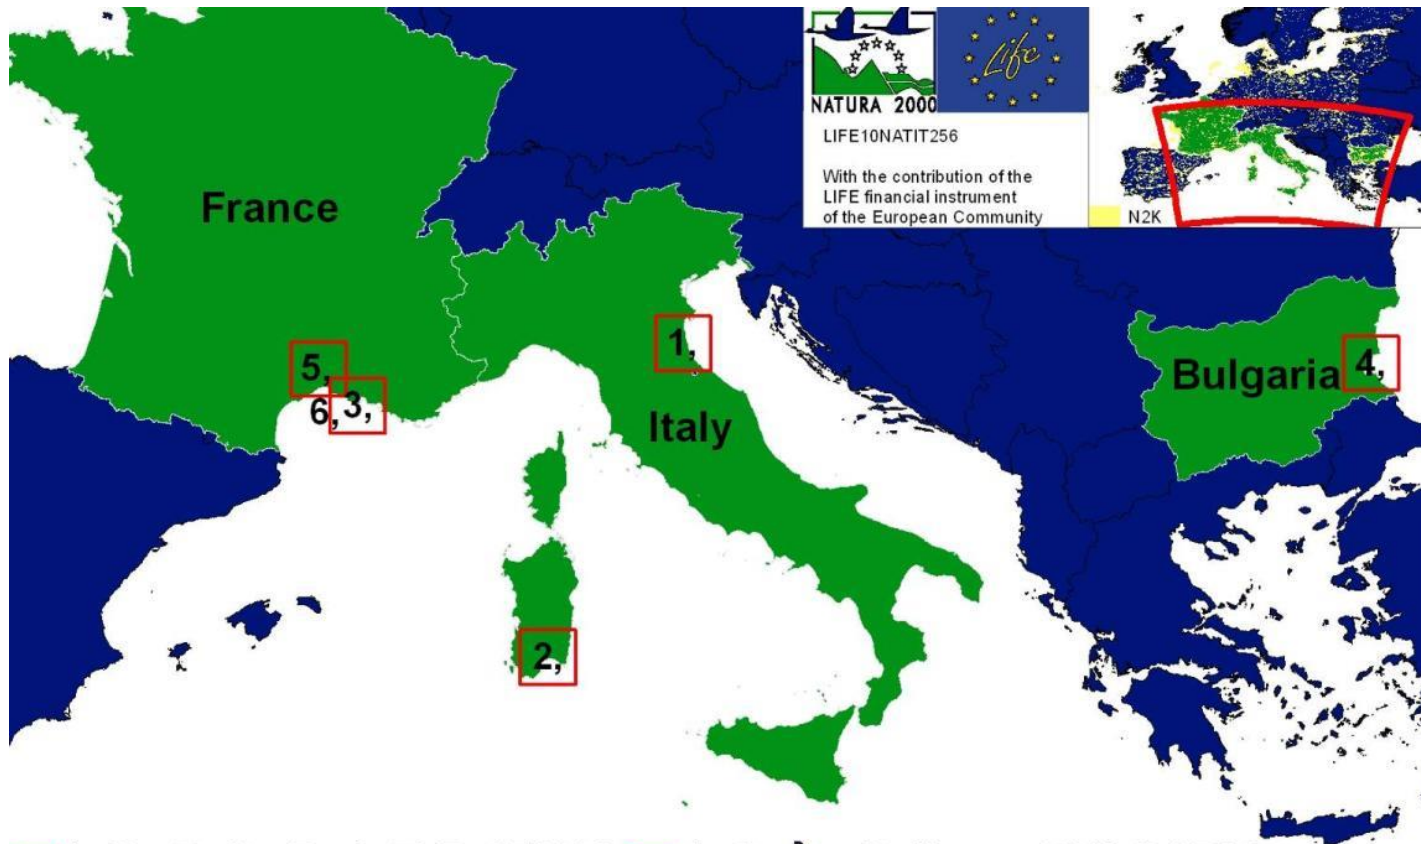 Life
NATURA 2000
LIFE10NATIT256
With the contribution of the
LIFE financial instrument
of the European Community
N2K
France
1,
5,
4,
Bulgaria
6,
3,
Italy
2,